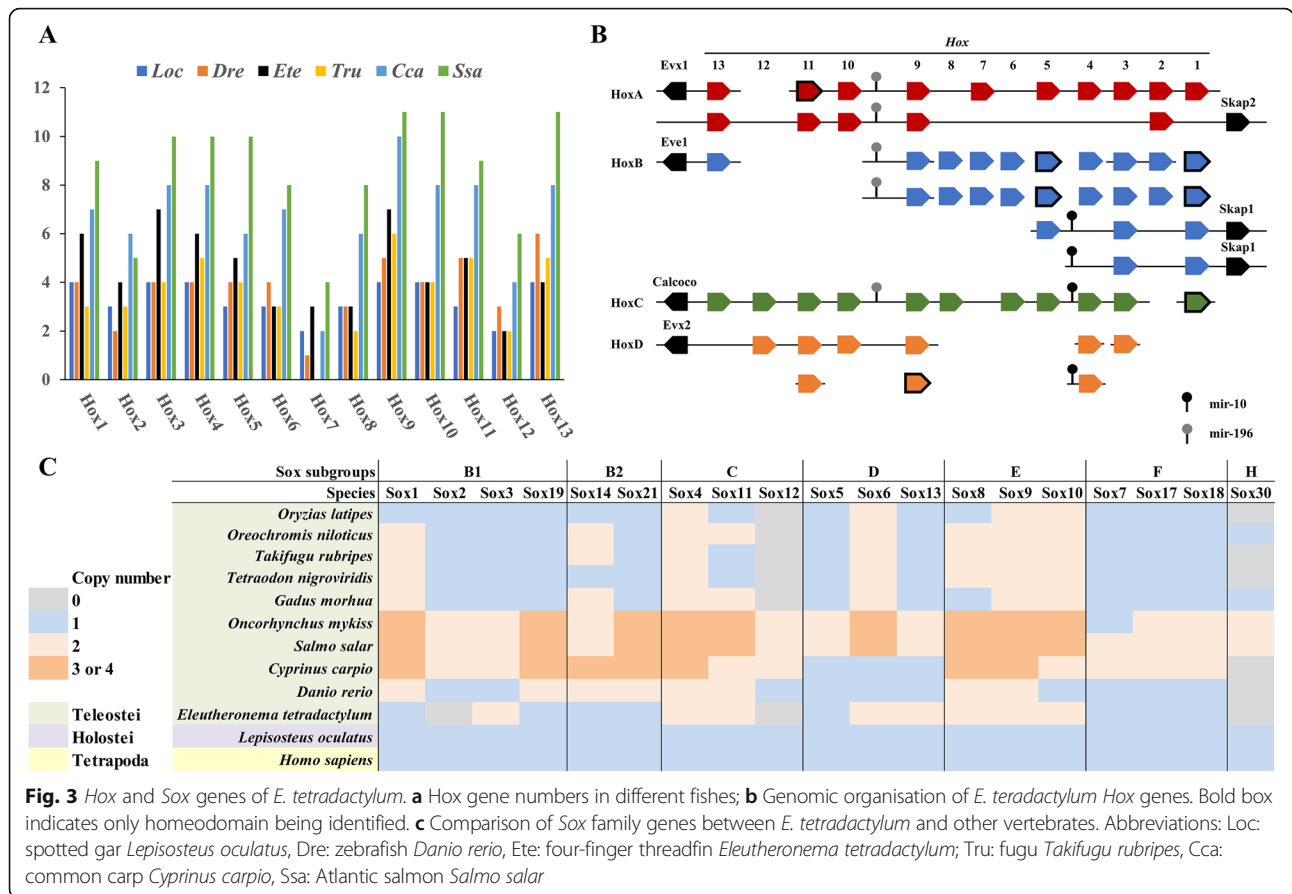 A
Loc Dre Ete Tru Cca Ssa
12
10
8
6
4
2
0
Hox1 Hox2 Hox3 Hox4 Hox5 Hox6 Hox7 Hox8 Hox9 Hox10 Hox11 Hox12 Hox13
B
Hox
Evx1 13 12 11 10 9 8 7 6 5 4 3 2 1
HoxA
Skap2
Eve1
HoxB
Skap1
Skap1
Calcoco
HoxC
Evx2
HoxD
mir-10
mir-196
C
Sox subgroups B1 B2 C D E F H
Species Sox1 Sox2 Sox3 Sox19 Sox14 Sox21 Sox4 Sox11 Sox12 Sox5 Sox6 Sox13 Sox8 Sox9 Sox10 Sox7 Sox17 Sox18 Sox30
Oryzias latipes
Oreochromis niloticus
Takifugu rubripes
Tetraodon nigroviridis
Gadus morhua
Oncorhynchus mykiss
Salmo salar
Cyprinus carpio
Danio rerio
Eleutheronema tetradactylum
Lepisosteus oculatus
Homo sapiens
Copy number
0
1
2
3 or 4
Teleostei
Holostei
Tetrapoda
Fig. 3 Hox and Sox genes of E. tetradactylum. a Hox gene numbers in different fishes; b Genomic organisation of E. teradactylum Hox genes. Bold box
indicates only homeodomain being identified. c Comparison of Sox family genes between E. tetradactylum and other vertebrates. Abbreviations: Loc:
spotted gar Lepisosteus oculatus, Dre: zebrafish Danio rerio, Ete: four-finger threadfin Eleutheronema tetradactylum; Tru: fugu Takifugu rubripes, Cca:
common carp Cyprinus carpio, Ssa: Atlantic salmon Salmo salar